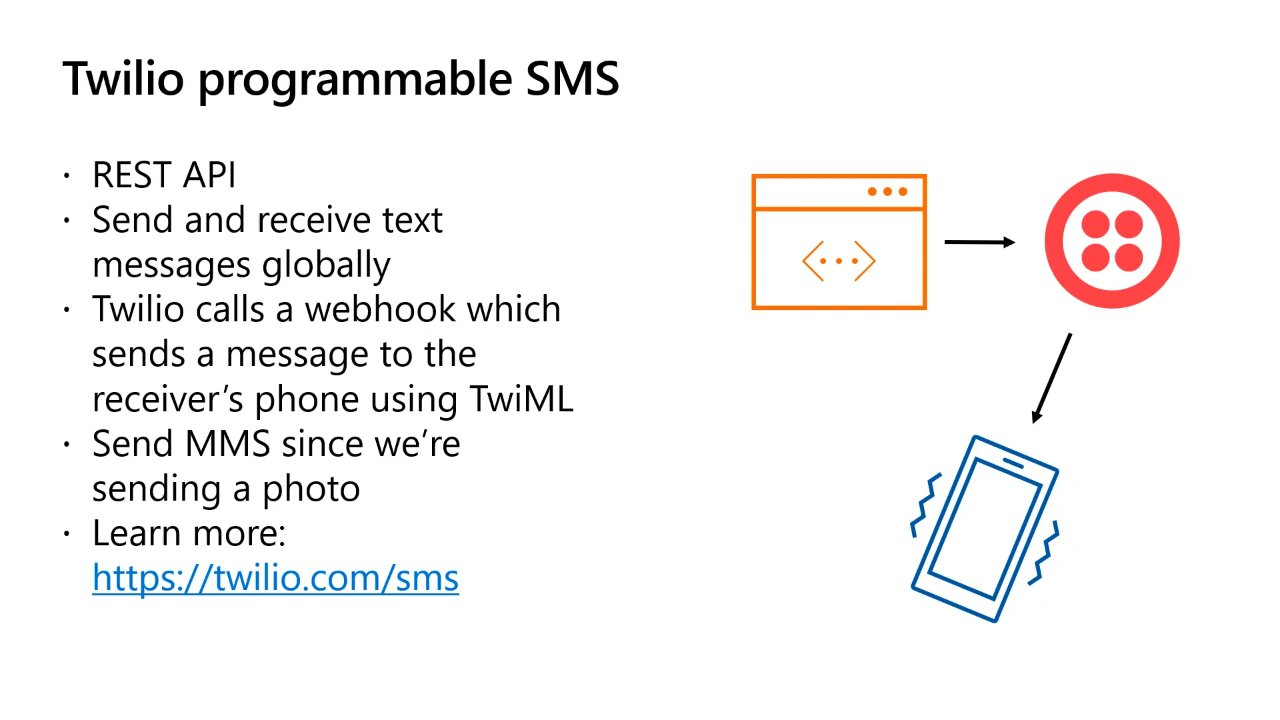 Twilio programmable SMS
· REST API
· Send and receive text
messages globally
· Twilio calls a webhook which
sends a message to the
receiver’s phone using TwiML
· Send MMS since we’re
sending a photo
· Learn more:
https://twilio.com/sms